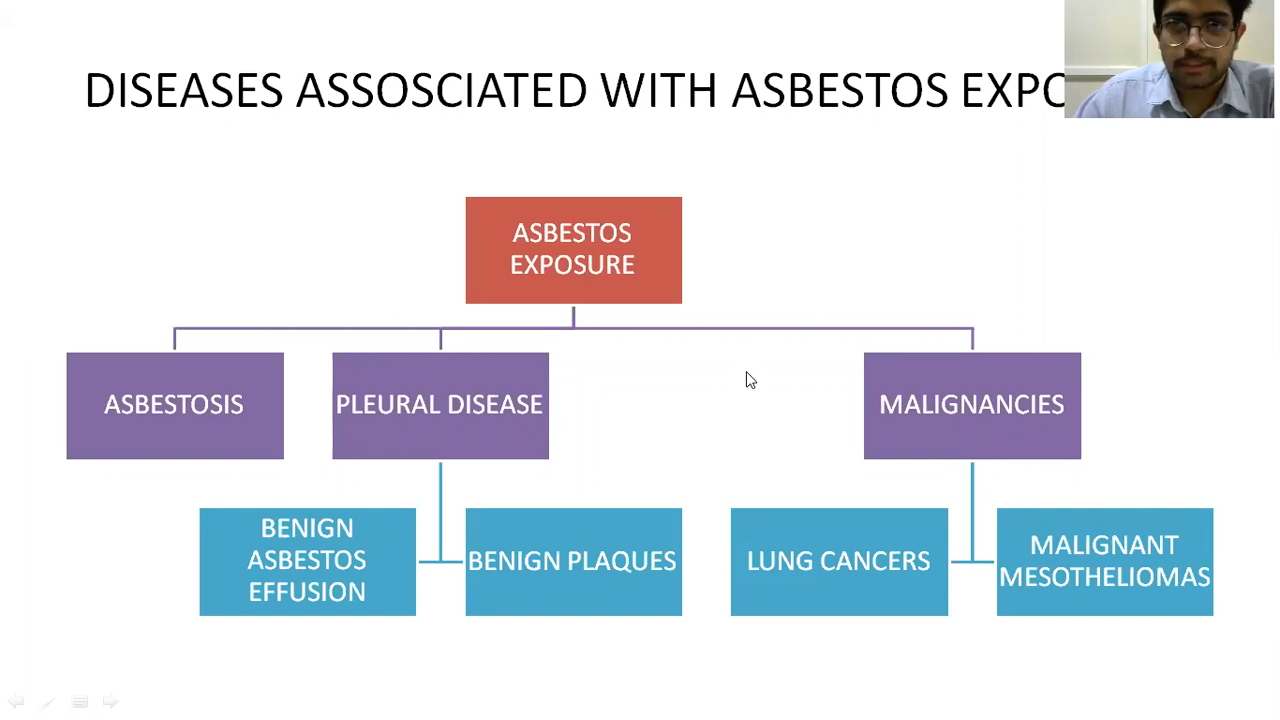 DISEASES ASSOSCIATED WITH ASBESTOS EXPO
ASBESTOS
EXPOSURE
ASBESTOSIS
PLEURAL DISEASE
MALIGNANCIES
BENIGN
ASBESTOS
EFFUSION
BENIGN PLAQUES
LUNG CANCERS
MALIGNANT
MESOTHELIOMAS